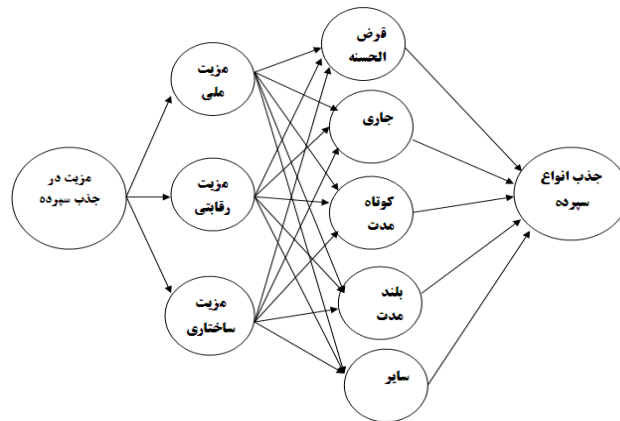 مزیت در
جذب سپرده
مزیت
ملی
مزیت
رقابتی
مزیت
ساختاری
قرض
الحسنه
جاری
کوتاه
مدت
بلند
مدت
سایر
جذب انواع
سپرده